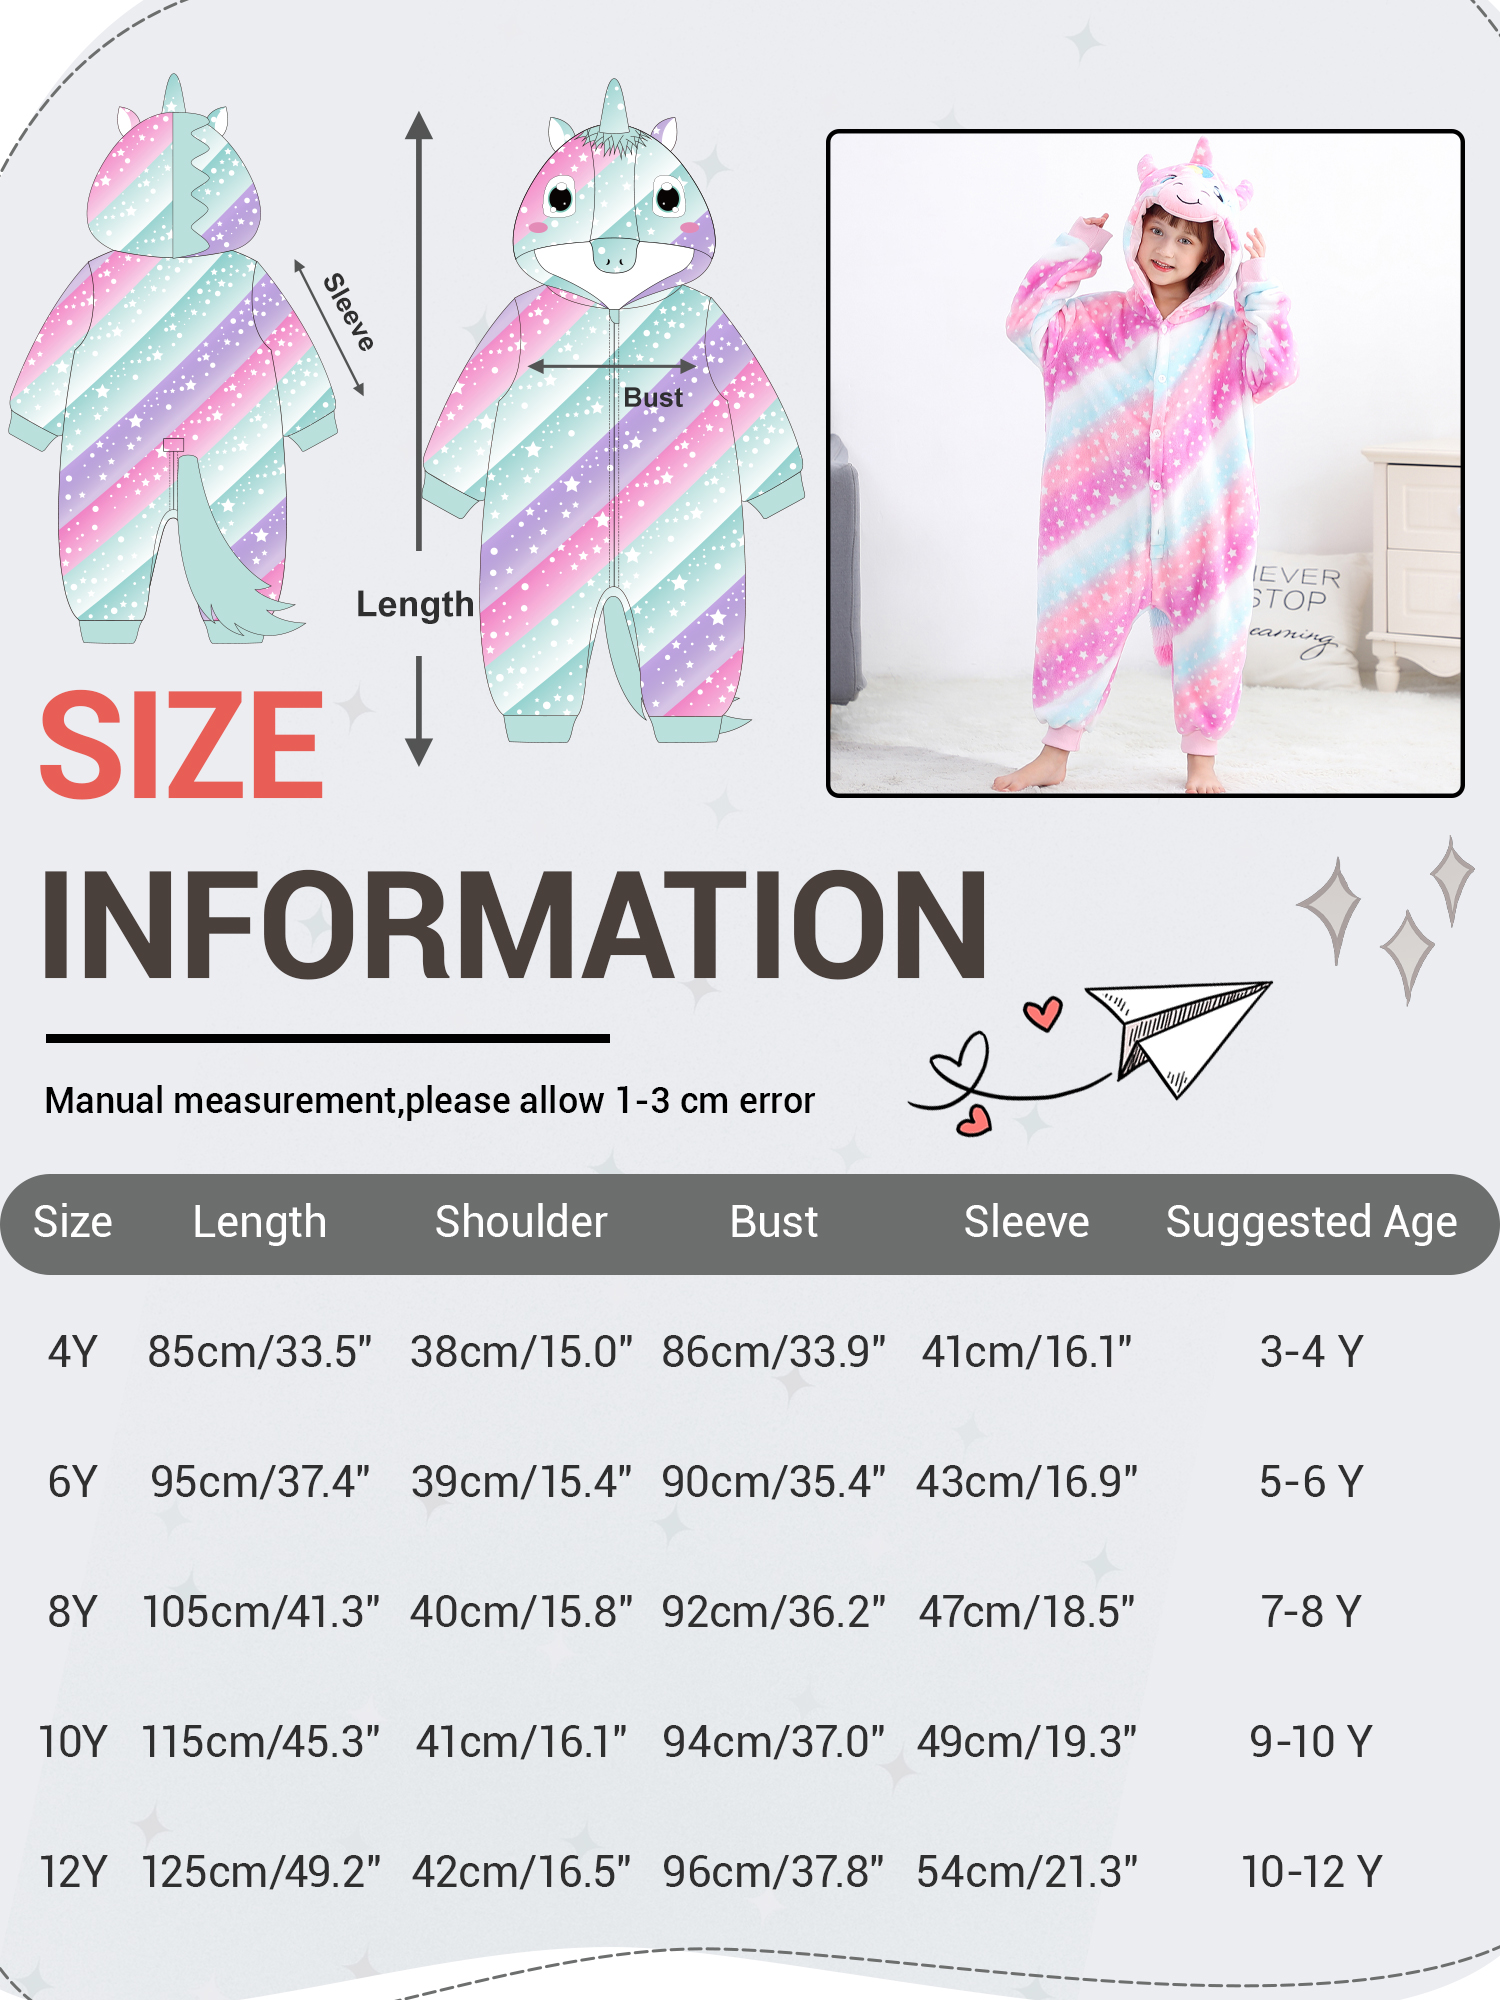 Sleeve
Bust
Length
STOP
SIZE
INFORMATION
Manual measurement,please allow 1-3 cm error
Size Length Shoulder Bust Sleeve Suggested Age
4Y 85cm/33.5" 38cm/15.0" 86cm/33.9" 41cm/16.1" 3-4 Y
6Y 95cm/37.4" 39cm/15.4" 90cm/35.4" 43cm/16.9" 5-6 Y
8Y 105cm/41.3" 40cm/15.8" 92cm/36.2" 47cm/18.5" 7-8 Y
10Y 115cm/45.3" 41cm/16.1" 94cm/37.0" 49cm/19.3" 9-10 Y
12Y 125cm/49.2" 42cm/16.5" 96cm/37.8" 54cm/21.3" 10-12 Y